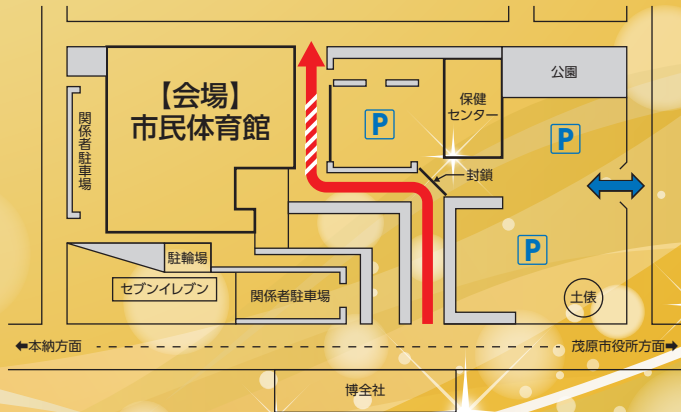 公園
【会場】
市民体育館
保健
センター
P
P
関係者駐車場
封鎖
駐輪場
P
セブンイレブン
関係者駐車場
土俵
⬅本納方面
茂原市役所方面➡
博全社